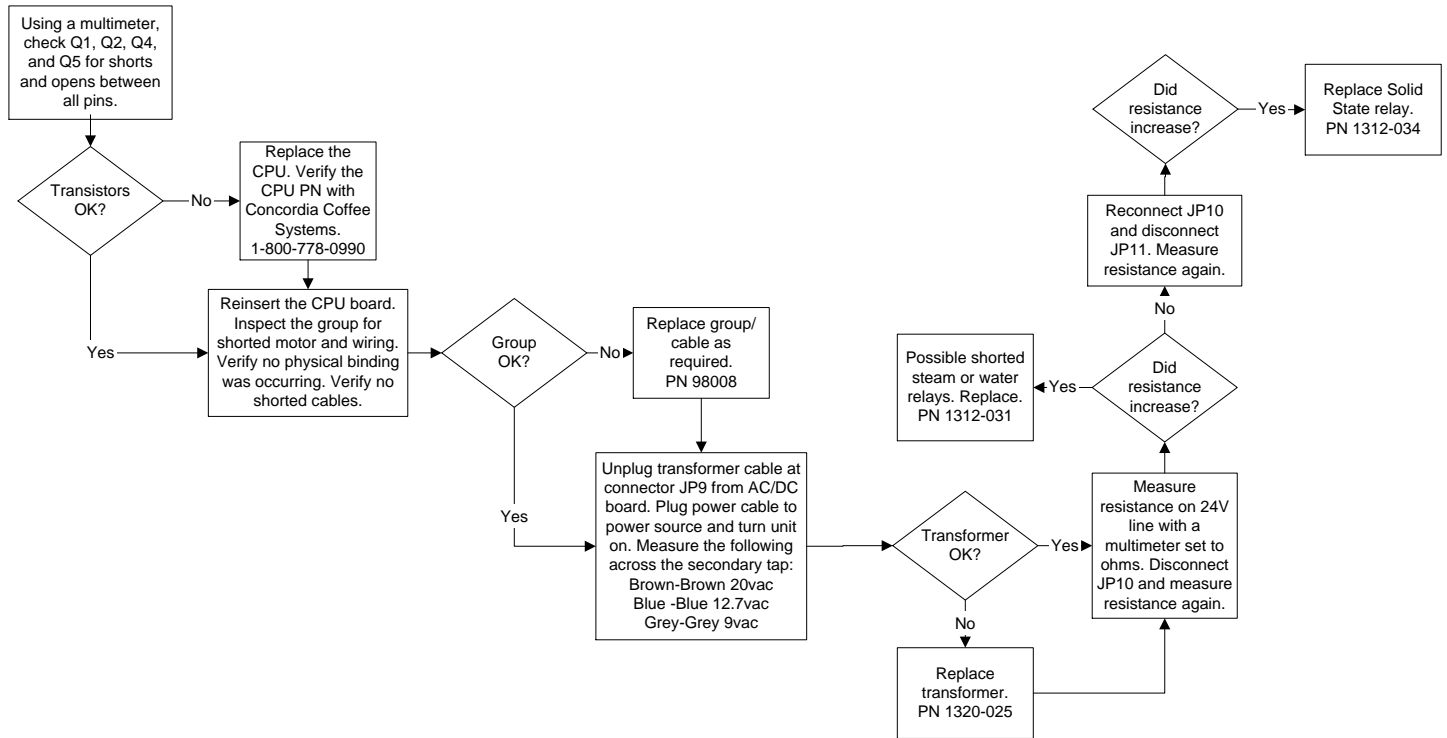 Using a multimeter,
check Q1, Q2, Q4,
and Q5 for shorts
and opens between
all pins.
Transistors
OK?
No
Replace the
CPU. Verify the
CPU PN with
Concordia Coffee
Systems.
1-800-778-0990
Yes
Reinsert the CPU board.
Inspect the group for
shorted motor and wiring.
Verify no physical binding
was occurring. Verify no
shorted cables.
Group
OK?
No
Replace group/
cable as
required.
PN 98008
Yes
Unplug transformer cable at
connector JP9 from AC/DC
board. Plug power cable to
power source and turn unit
on. Measure the following
across the secondary tap:
Brown-Brown 20vac
Blue -Blue 12.7vac
Grey-Grey 9vac
Transformer
OK?
No
Replace
transformer.
PN 1320-025
Yes
Measure
resistance on 24V
line with a
multimeter set to
ohms. Disconnect
JP10 and measure
resistance again.
Did
resistance
increase?
Yes
Possible shorted
steam or water
relays. Replace.
PN 1312-031
No
Reconnect JP10
and disconnect
JP11. Measure
resistance again.
Did
resistance
increase?
Yes
Replace Solid
State relay.
PN 1312-034